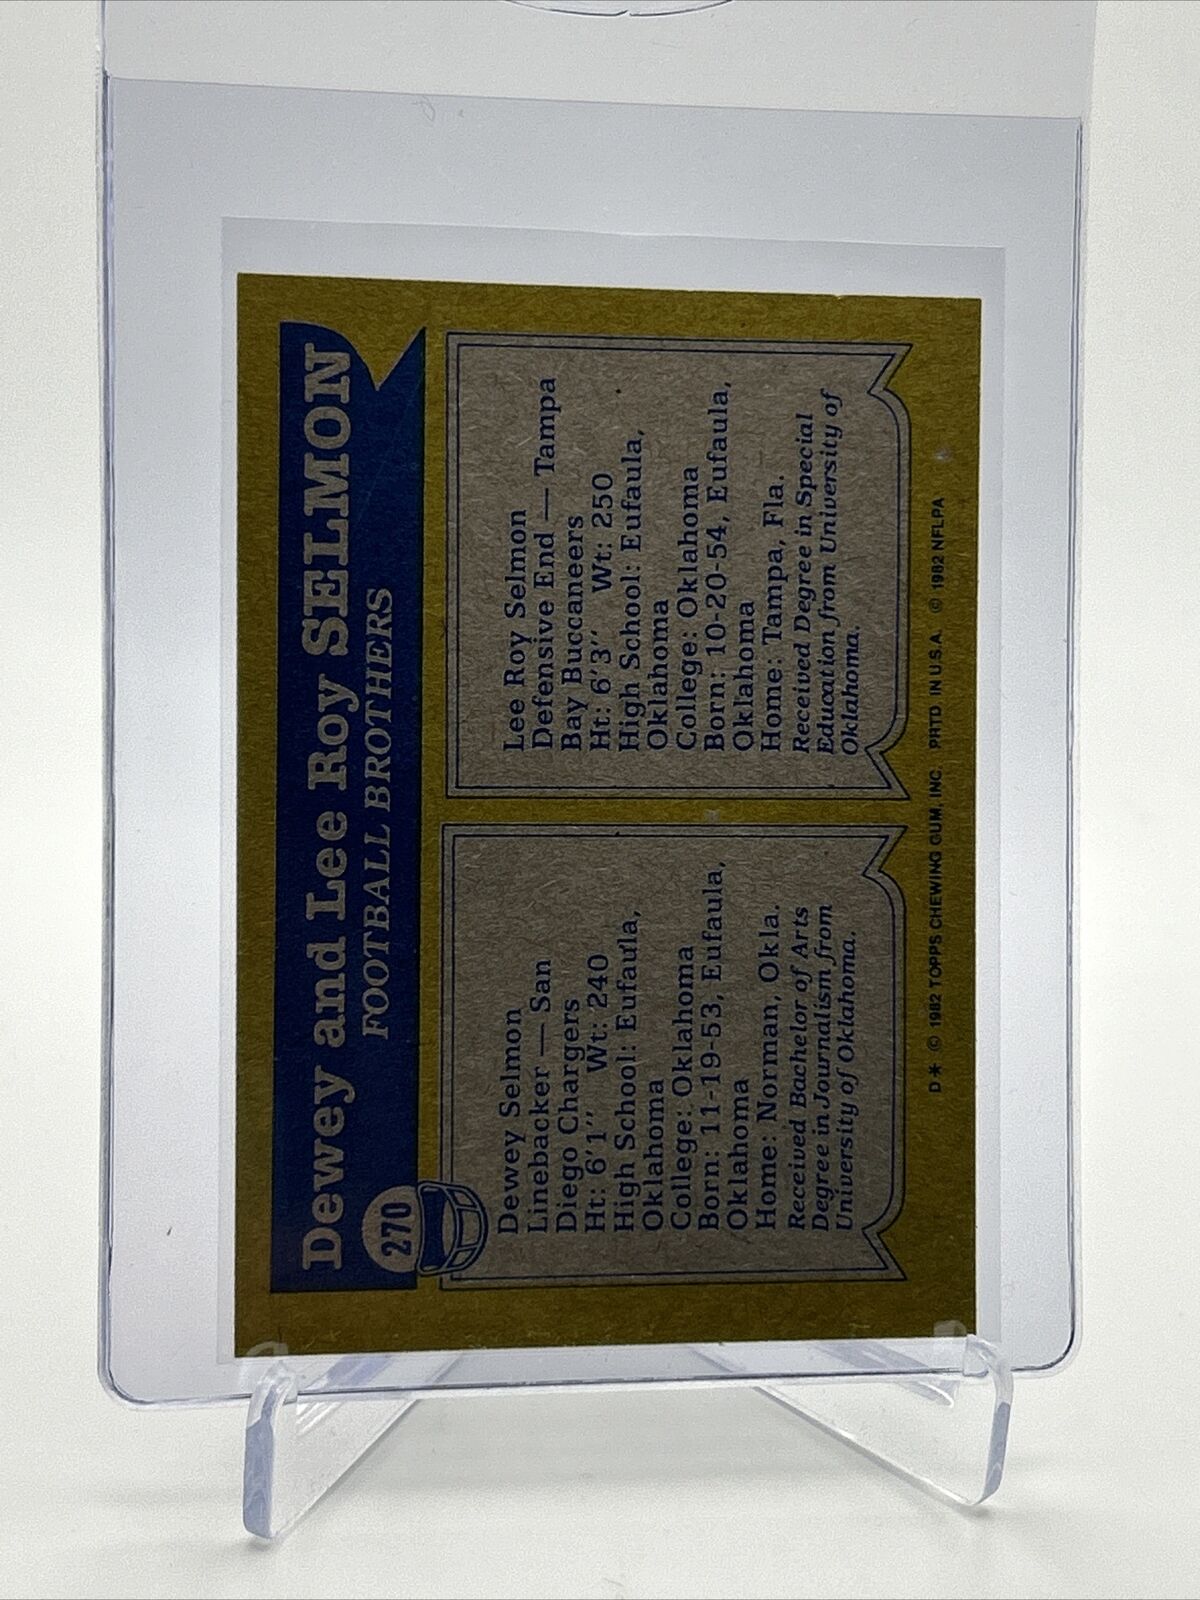 Dewey and Lee Roy SELMON
FOOTBALL BROTHERS
270
Dewey Selmon
Linebacker — San
Diego Chargers
Ht: 6'1'' Wt: 240
High School: Eufaula,
Oklahoma
College: Oklahoma
Born: 11-19-53, Eufaula,
Oklahoma
Home: Norman, Okla.
Received Bachelor of Arts
Degree in Journalism from
University of Oklahoma.
Lee Roy Selmon
Defensive End — Tampa
Bay Buccaneers
Ht: 6'3'' Wt: 250
High School: Eufaula,
Oklahoma
College: Oklahoma
Born: 10-20-54, Eufaula,
Oklahoma
Home: Tampa, Fla.
Received Degree in Special
Education from University of
Oklahoma.
D* © 1982 TOPPS CHEWING GUM, INC. PRTD IN U.S.A. © 1982 NFLPA